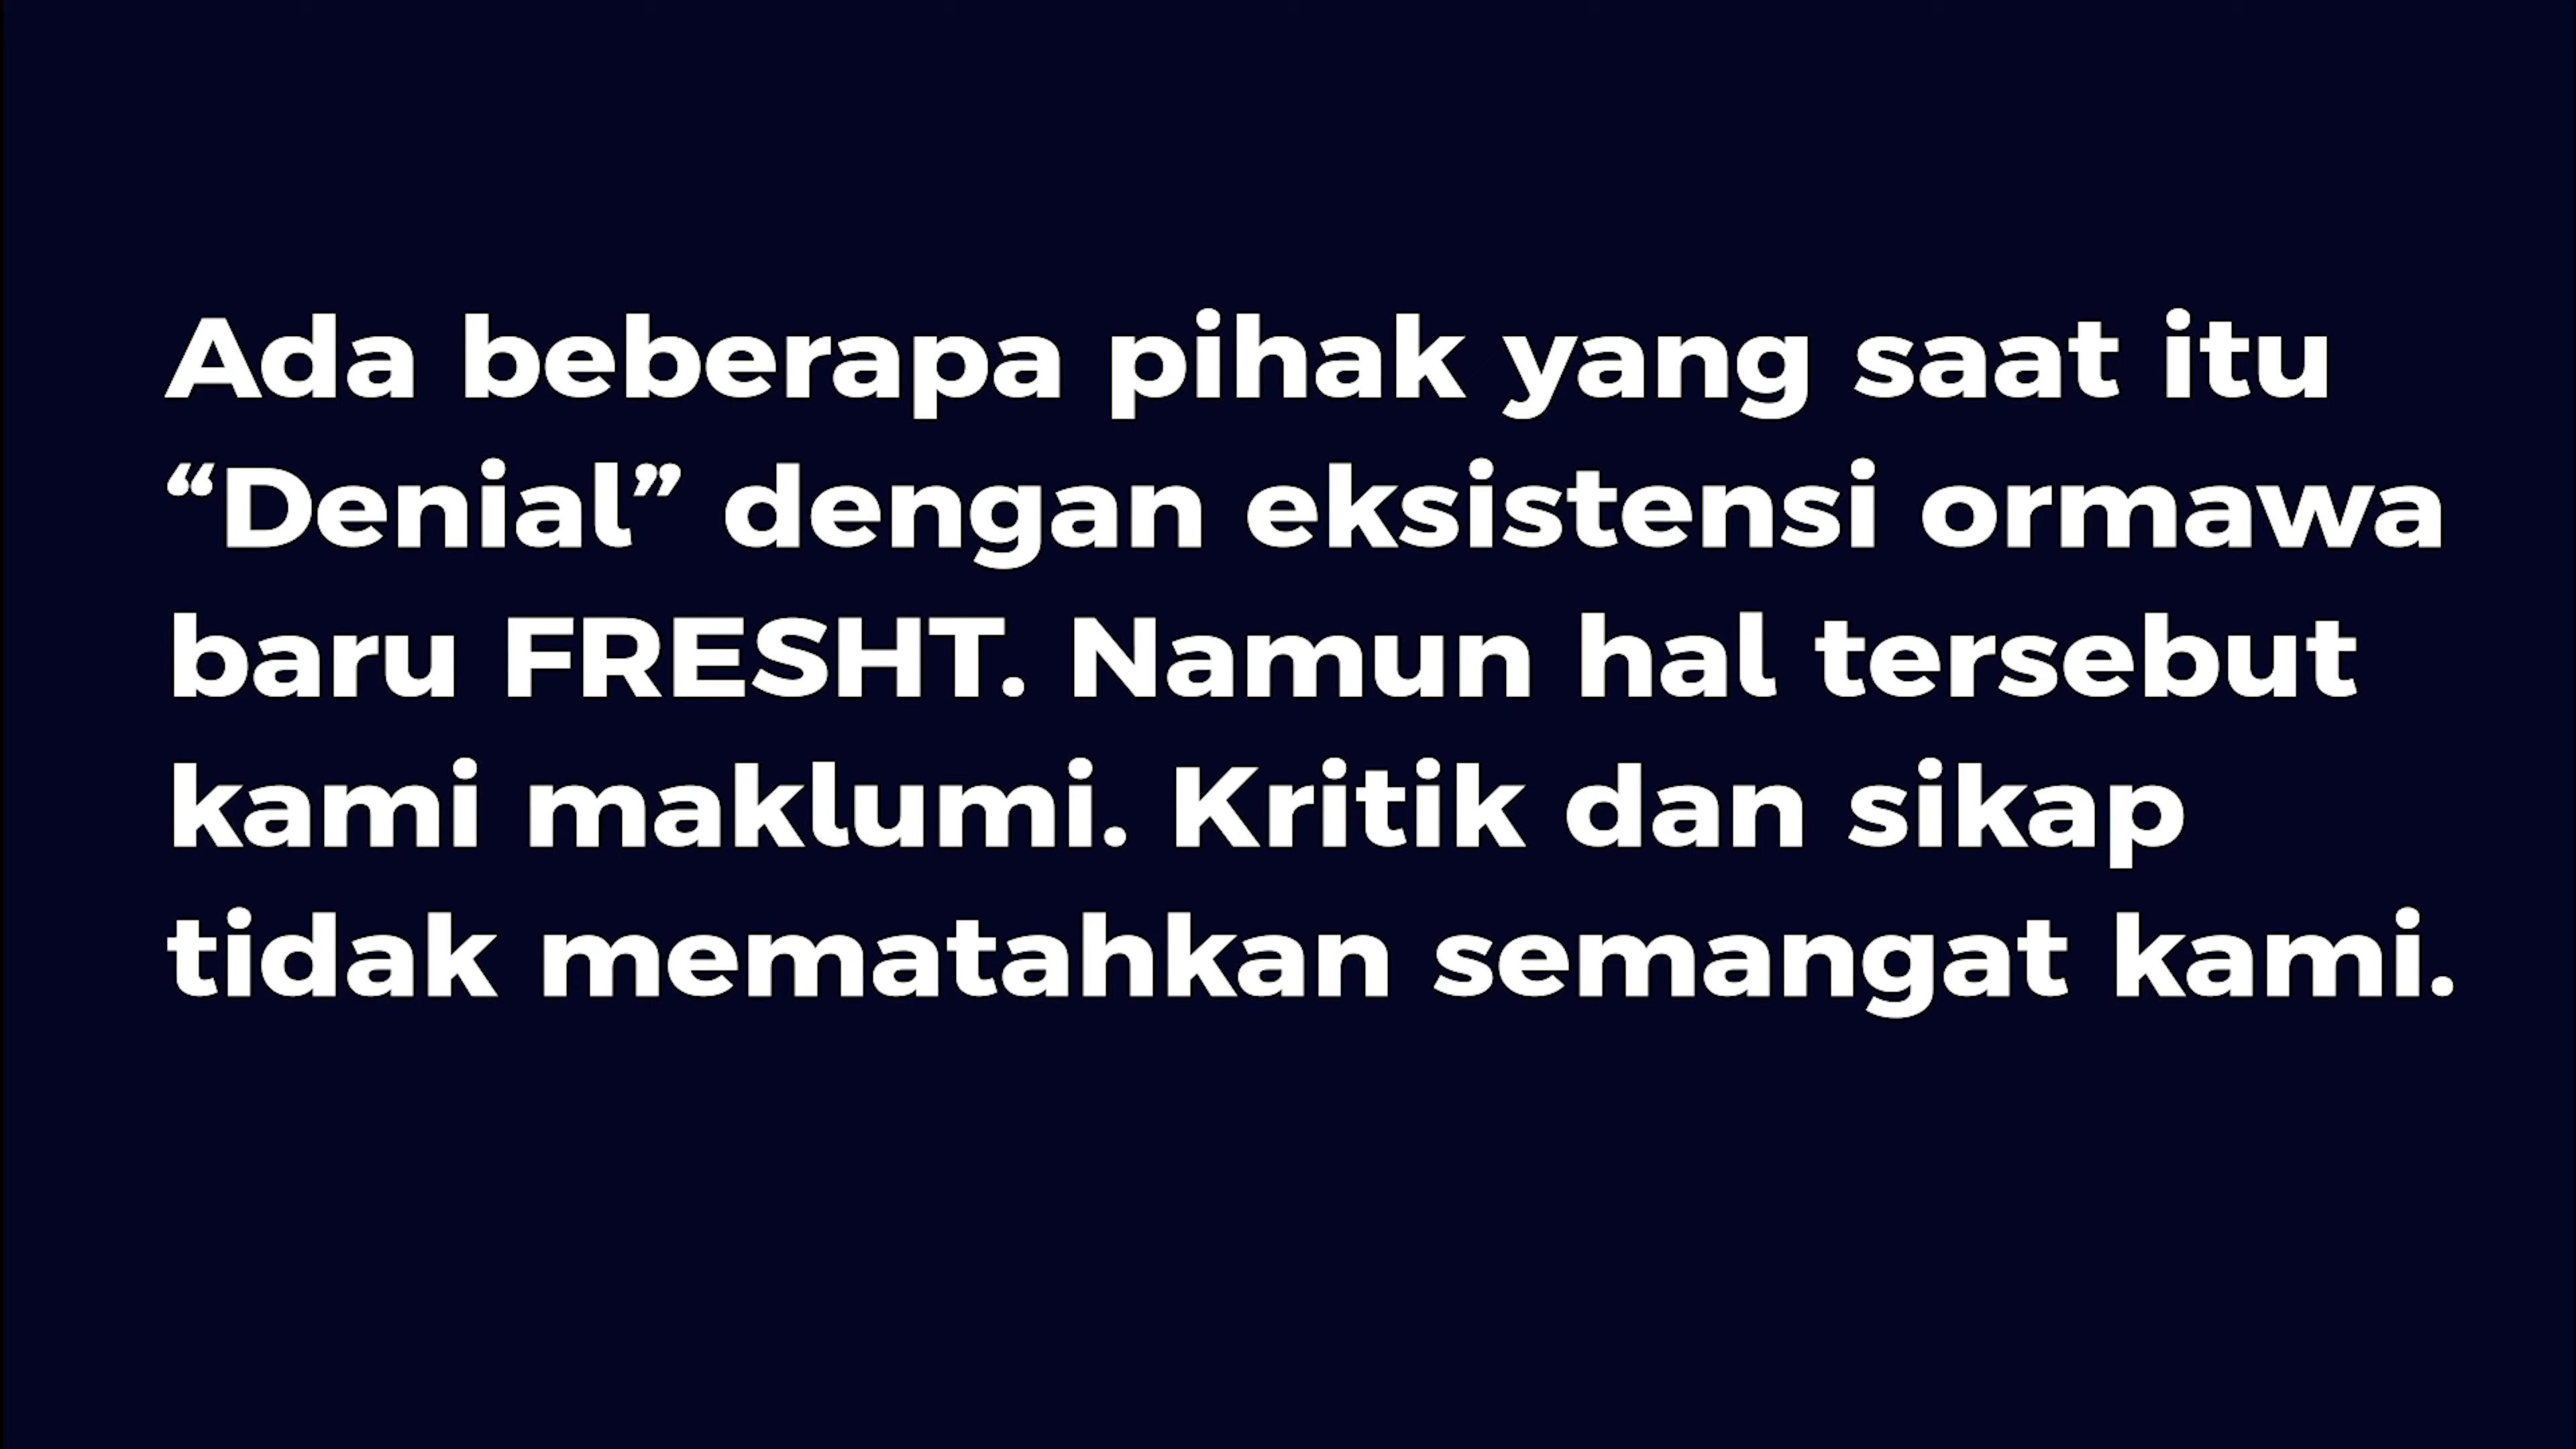 Ada beberapa pihak yang saat itu
“Denial” dengan eksistensi ormawa
baru FRESHT. Namun hal tersebut
kami maklumi. Kritik dan sikap
tidak mematahkan semangat kami.